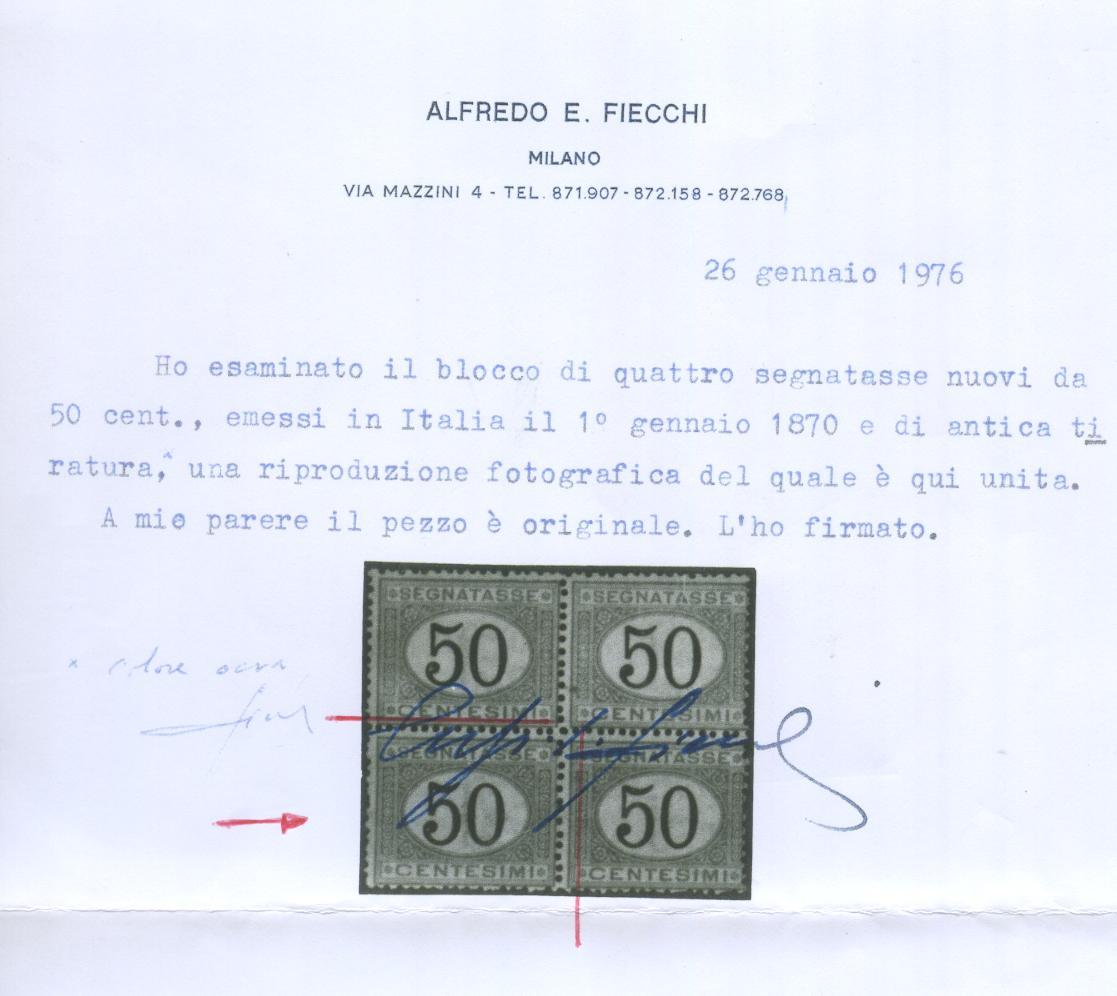 ALFREDO E. FIECCHI
MILANO
VIA MAZZINI 4 - TEL. 871.907 - 872.158 - 872.768
26 gennaio 1976
Ho esaminato il blocco di quattro segnatasse nuovi da
50 cent., emessi in Italia il 1° gennaio 1870 e di antica ti
ratura,^ una riproduzione fotografica del quale è qui unita.
A mio parere il pezzo è originale. L'ho firmato.
SEGNATASSE SEGNATASSE
50 50
CENTESIMI CENTESIMI
SEGNATASSE SEGNATASSE
50 50
CENTESIMI CENTESIMI